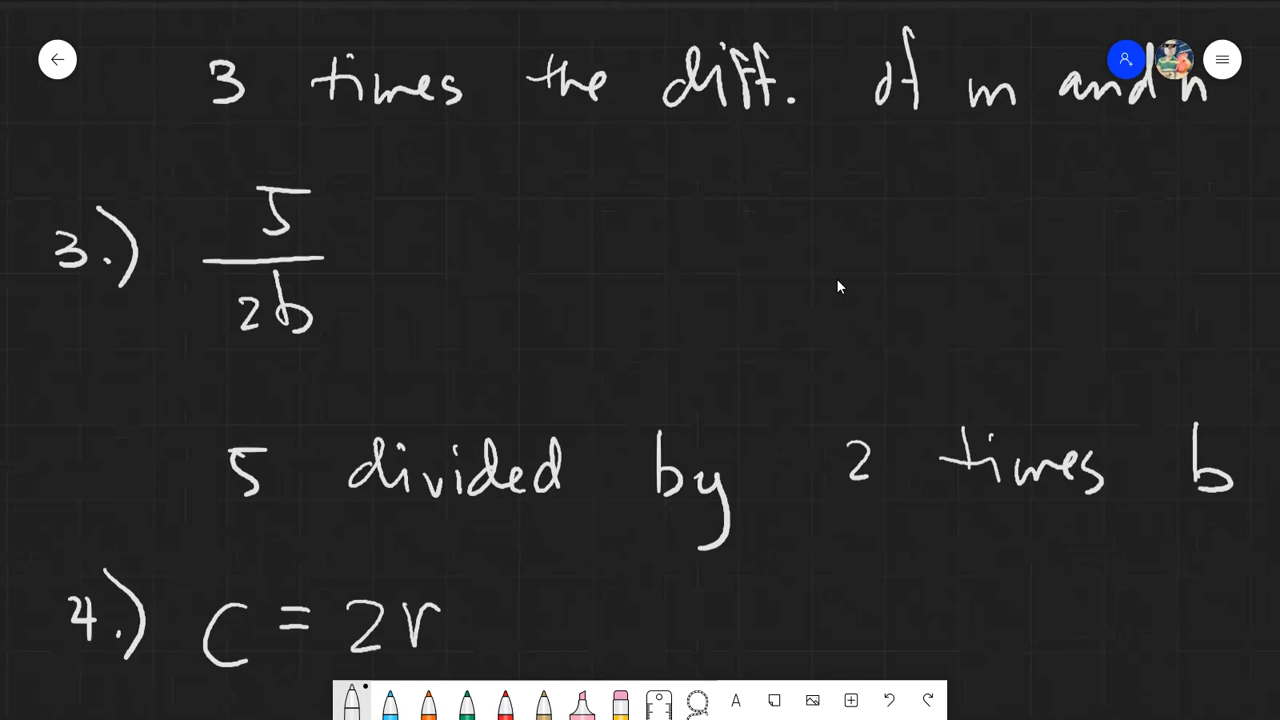 3 times the diff. of m and n
3.) 5
2b
5 divided by 2 times b
4.) C = 2r
A